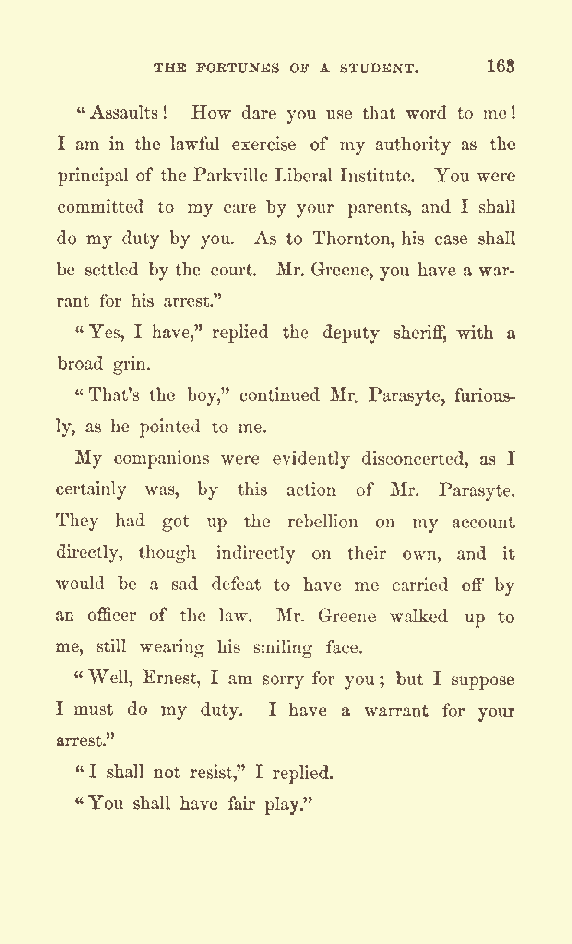 THE FORTUNES OF A STUDENT. 163
“Assaults! How dare you use that word to me!
I am in the lawful exercise of my authority as the
principal of the Parkville Liberal Institute. You were
committed to my care by your parents, and I shall
do my duty by you. As to Thornton, his case shall
be settled by the court. Mr. Greene, you have a war-
rant for his arrest.”
“Yes, I have,” replied the deputy sheriff, with a
broad grin.
“That's the boy,” continued Mr. Parasyte, furious-
ly, as he pointed to me.
My companions were evidently disconcerted, as I
certainly was, by this action of Mr. Parasyte.
They had got up the rebellion on my account
directly, though indirectly on their own, and it
would be a sad defeat to have me carried off by
an officer of the law. Mr. Greene walked up to
me, still wearing his smiling face.
“Well, Ernest, I am sorry for you; but I suppose
I must do my duty. I have a warrant for your
arrest.”
“I shall not resist,” I replied.
“You shall have fair play.”